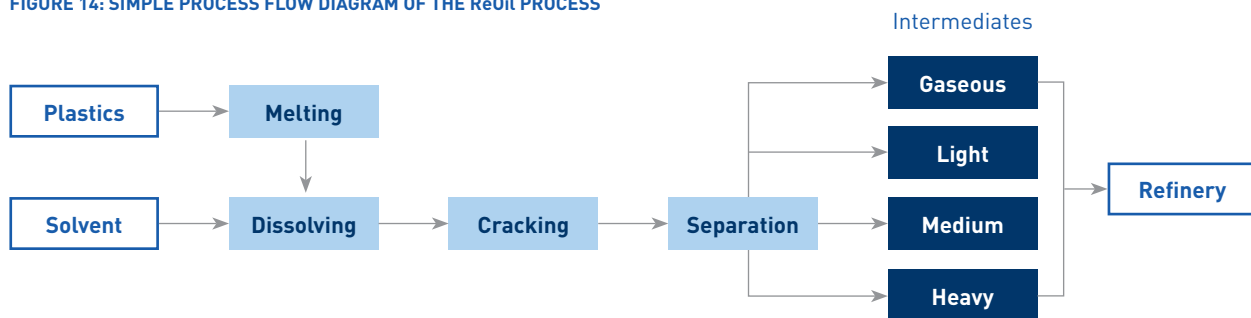 FIGURE 14: SIMPLE PROCESS FLOW DIAGRAM OF THE ReOil PROCESS
Intermediates
Plastics
Melting
Solvent
Dissolving
Cracking
Separation
Gaseous
Light
Medium
Heavy
Refinery